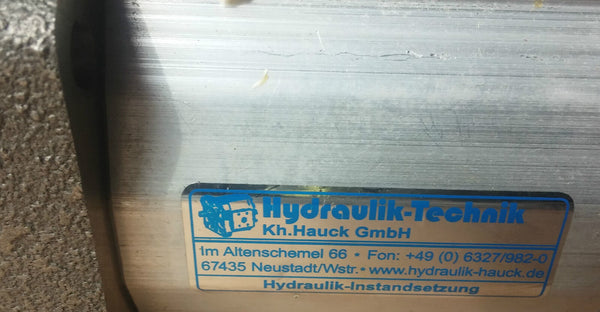 Hydraulik-Technik
Kh.Hauck GmbH
Im Altenschemel 66 • Fon: +49 (0) 6327/982-0
67435 Neustadt/Wstr. • www.hydraulik-hauck.de
Hydraulik-Instandsetzung